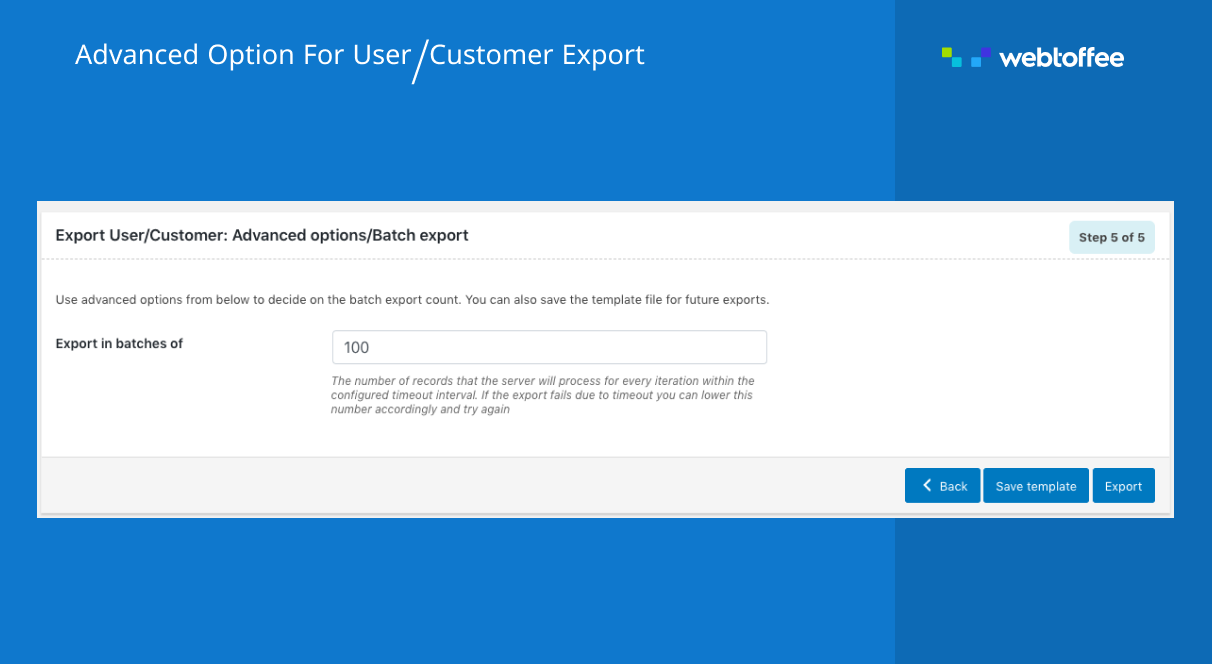 Advanced Option For User/Customer Export
webtoffee
Export User/Customer: Advanced options/Batch export
Step 5 of 5
Use advanced options from below to decide on the batch export count. You can also save the template file for future exports.
Export in batches of
100
The number of records that the server will process for every iteration within the
configured timeout interval. If the export fails due to timeout you can lower this
number accordingly and try again
Back
Save template
Export